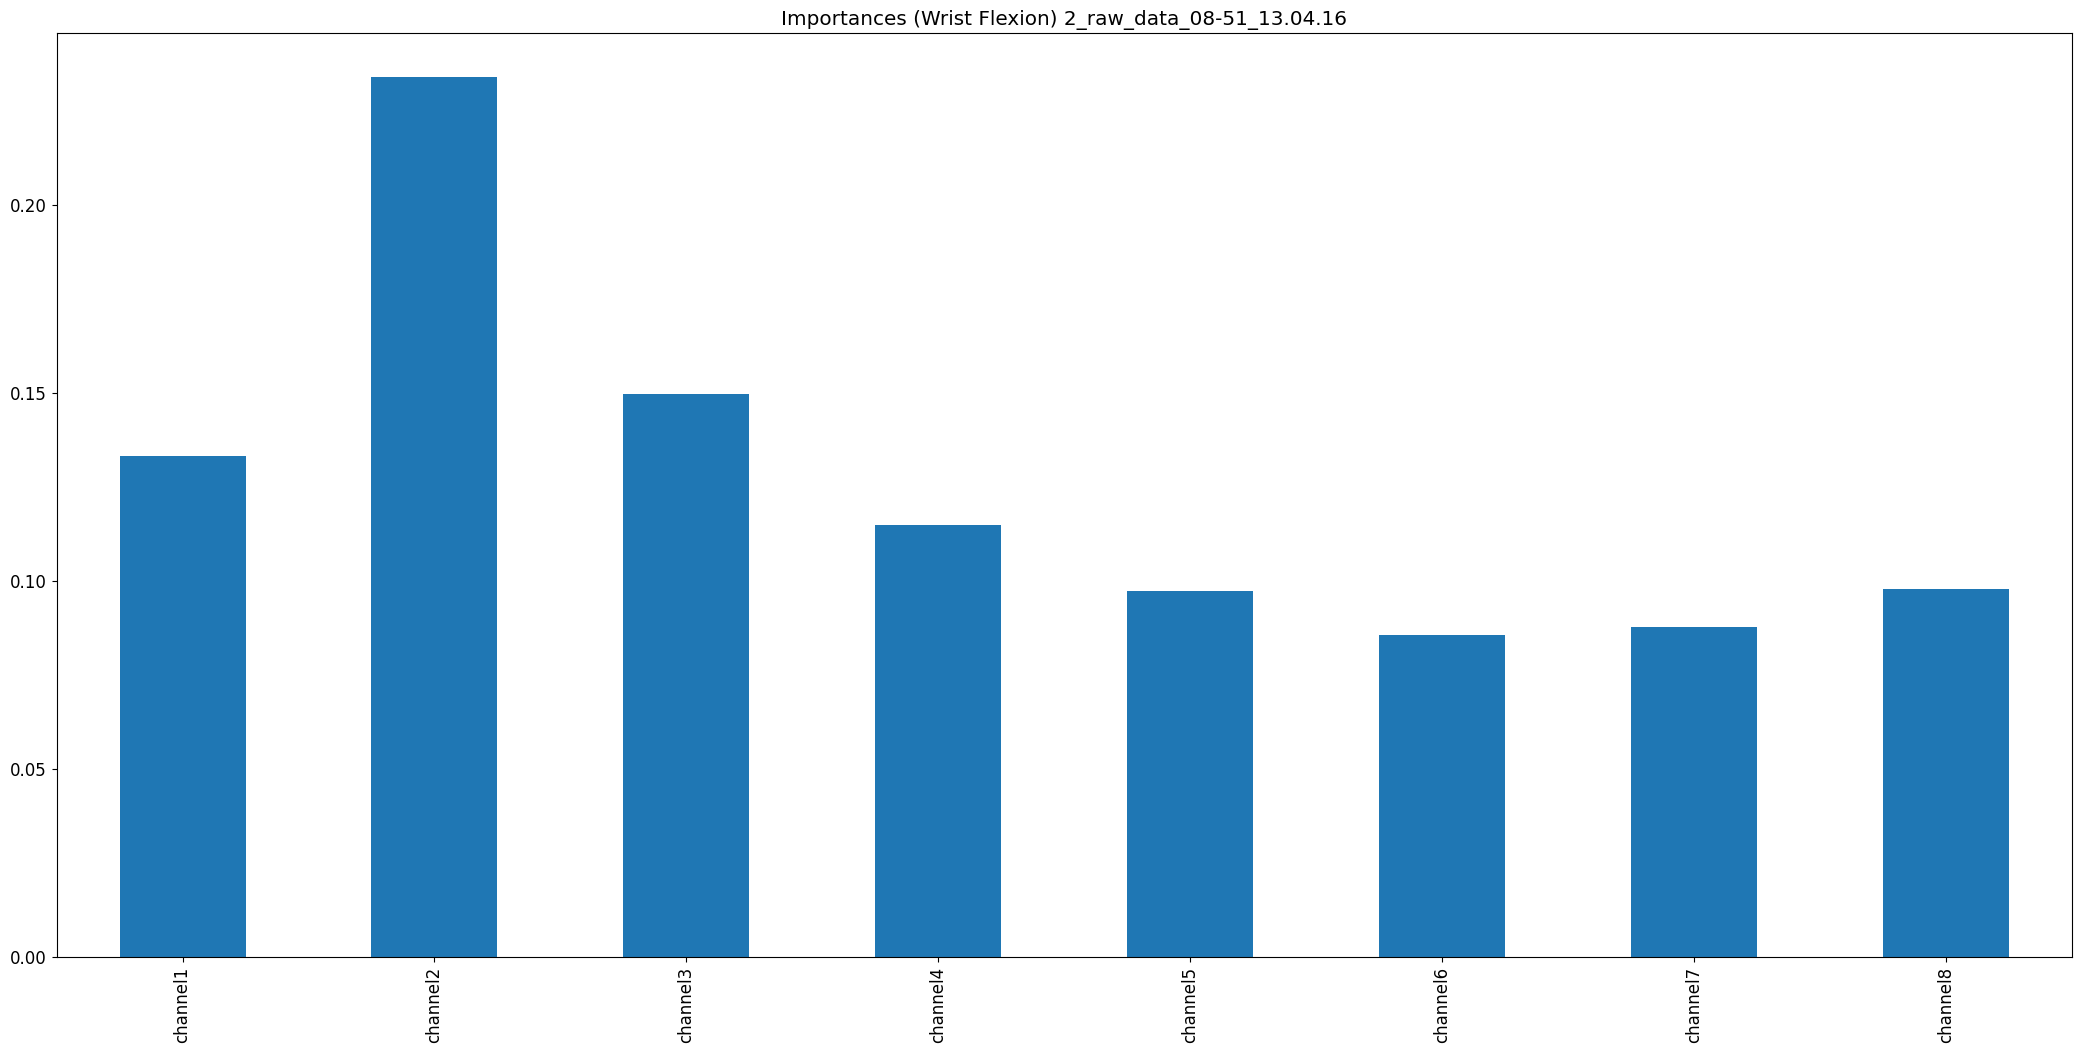 Importances (Wrist Flexion) 2_raw_data_08-51_13.04.16
0.20
0.15
0.10
0.05
0.00
channel1
channel2
channel3
channel4
channel5
channel6
channel7
channel8